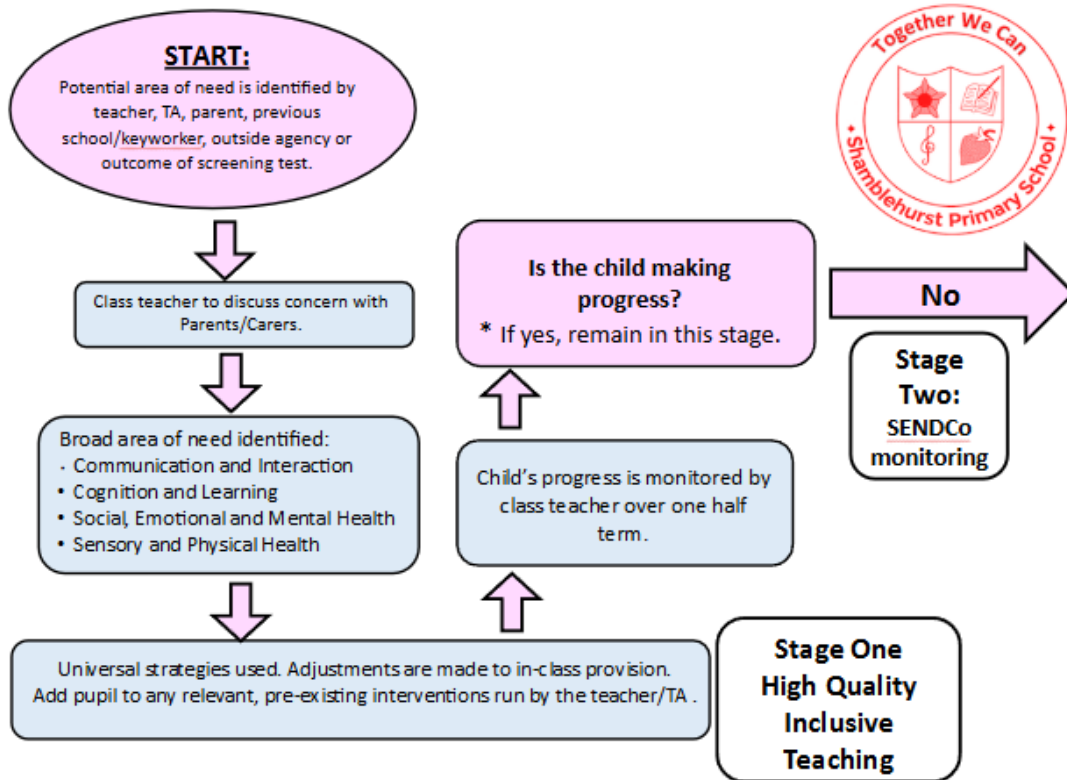 START:
Potential area of need is identified by
teacher, TA, parent, previous
school/keyworker, outside agency or
outcome of screening test.
Class teacher to discuss concern with
Parents/Carers.
Broad area of need identified:
· Communication and Interaction
• Cognition and Learning
• Social, Emotional and Mental Health
• Sensory and Physical Health
Universal strategies used. Adjustments are made to in-class provision.
Add pupil to any relevant, pre-existing interventions run by the teacher/TA .
Stage One
High Quality
Inclusive
Teaching
Child's progress is monitored by
class teacher over one half
term.
Is the child making
progress?
* If yes, remain in this stage.
No
Stage
Two:
SENDCo
monitoring
Together We Can
• Shamblehurst Primary School •